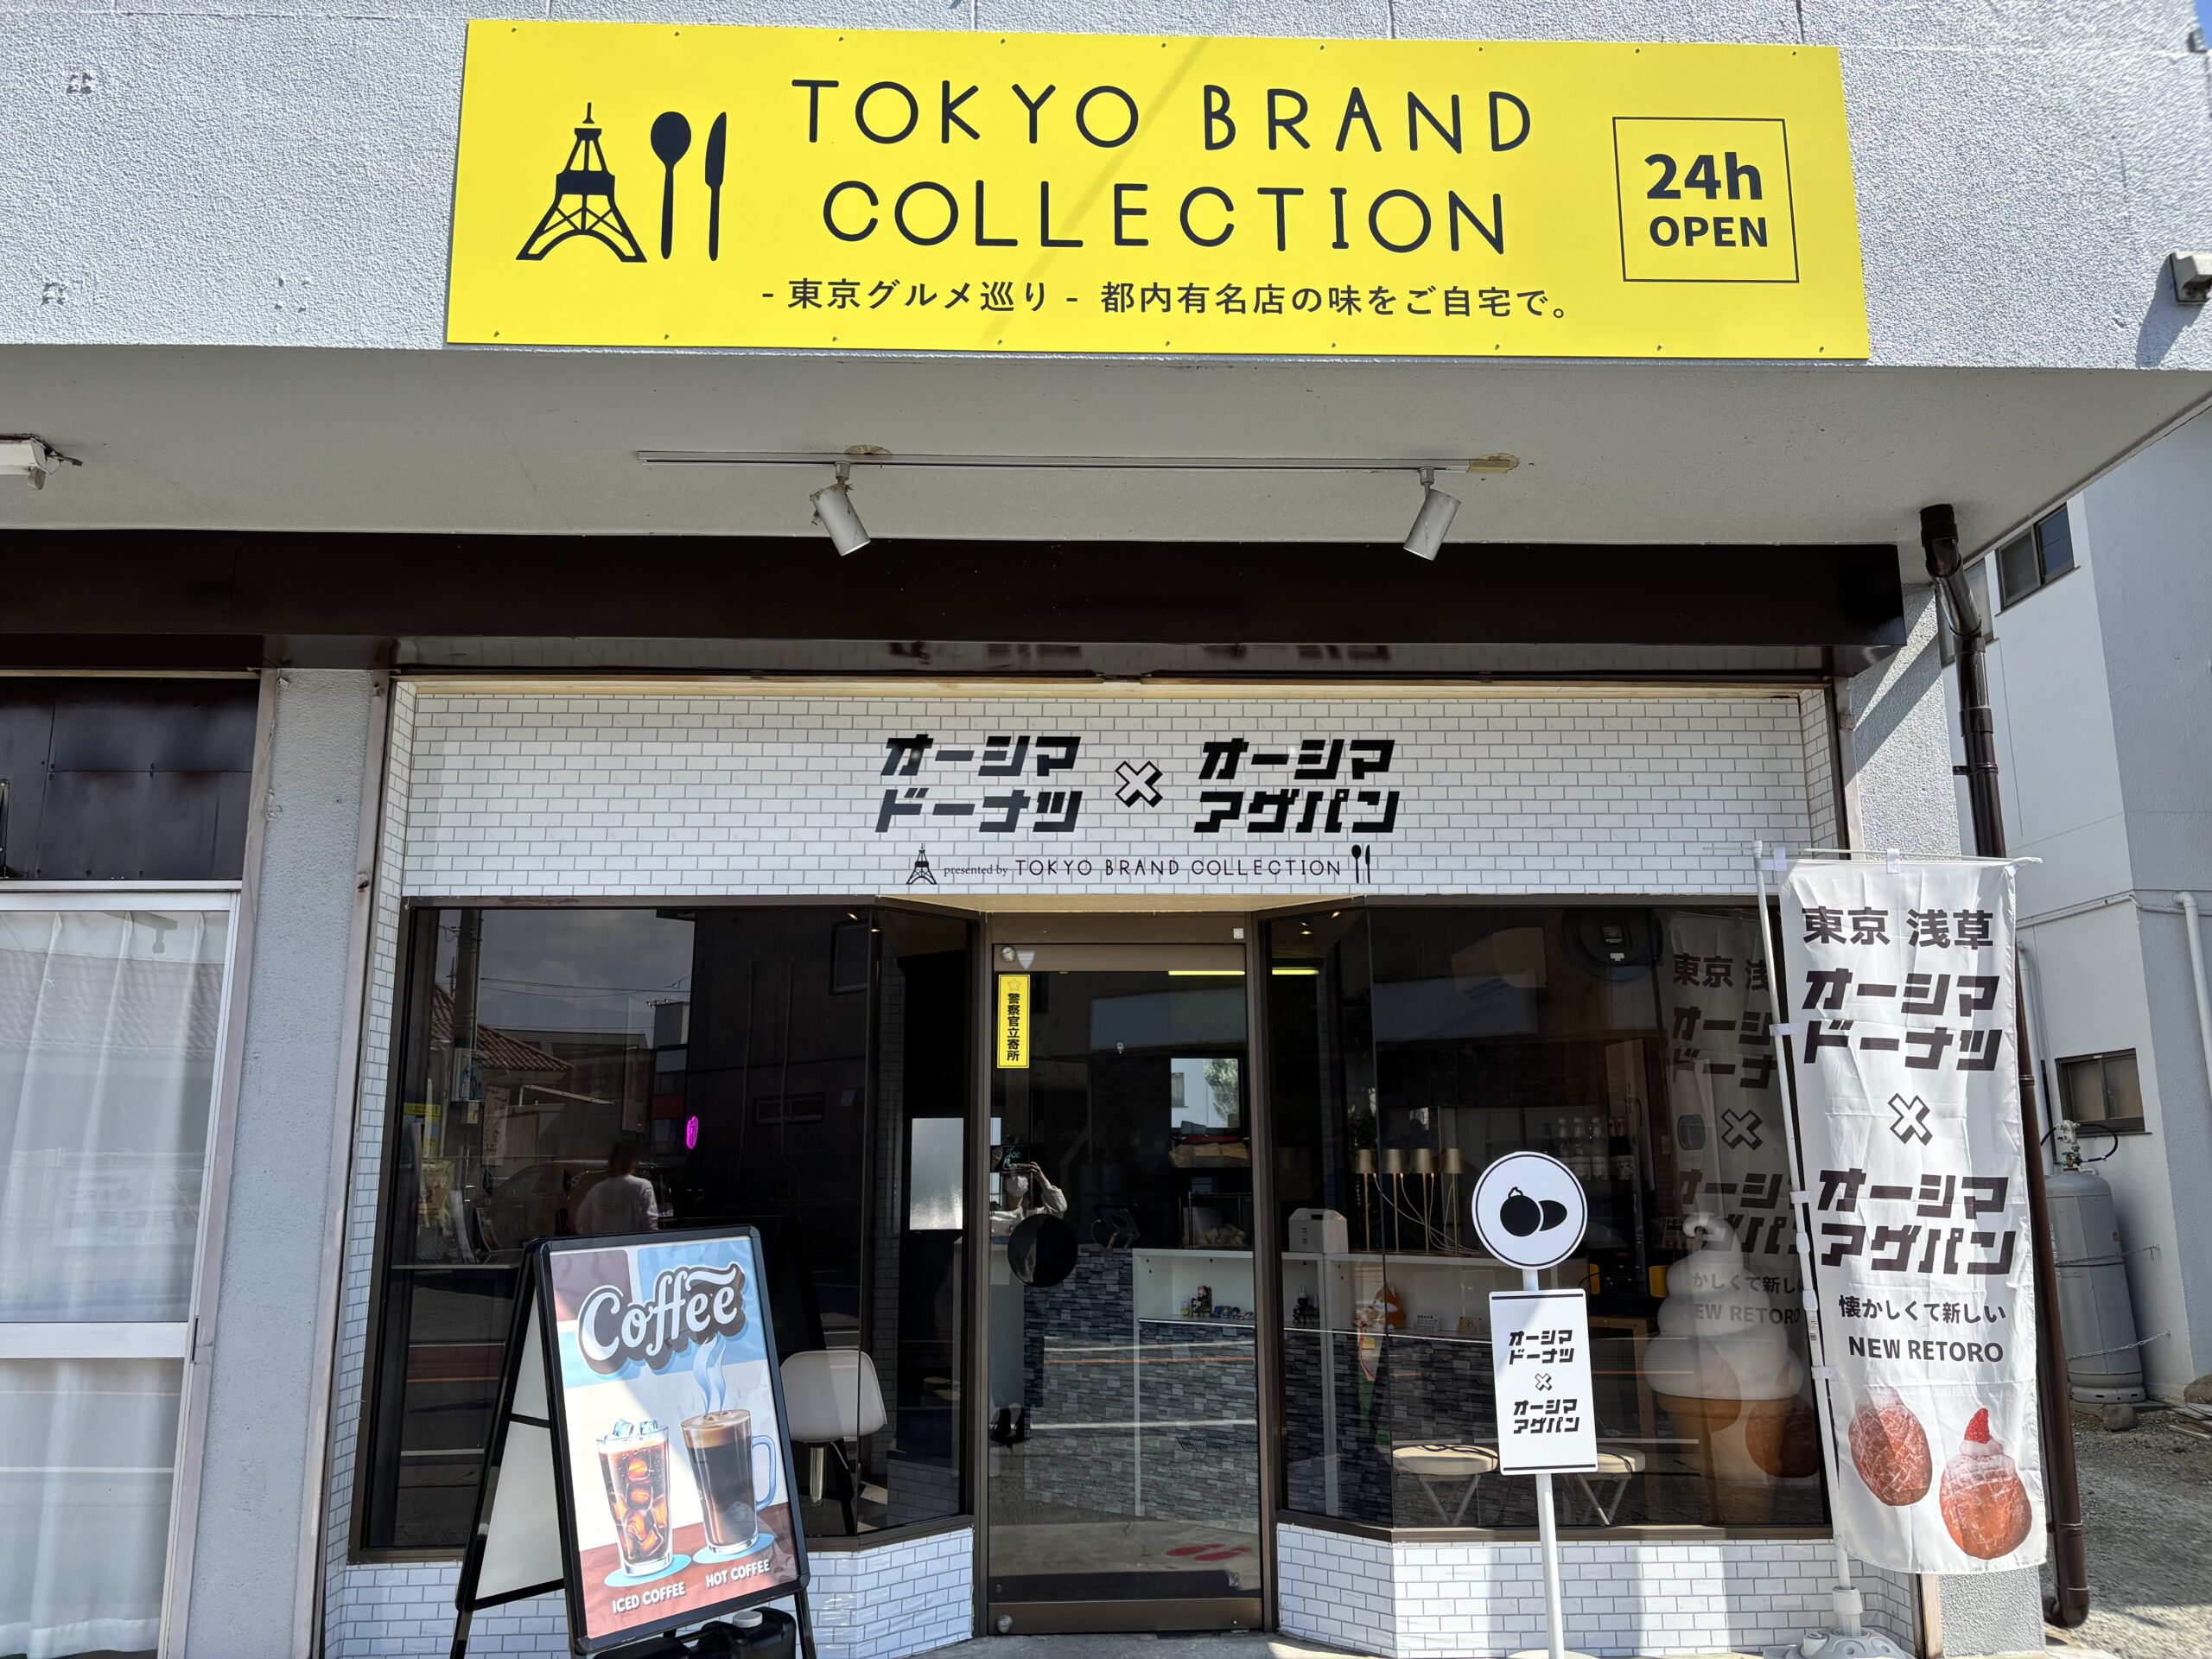 TOKYO BRAND
COLLECTION
- 東京グルメ巡り - 都内有名店の味をご自宅で。
24h
OPEN
オーシマ
ドーナツ
×
オーシマ
アゲパン
presented by TOKYO BRAND COLLECTION
警察官立寄所
Coffee
ICED COFFEE
HOT COFFEE
オーシマ
ドーナツ
×
オーシマ
アゲパン
東京 浅草
オーシマ
ドーナツ
×
オーシマ
アゲパン
懐かしくて新しい
NEW RETORO